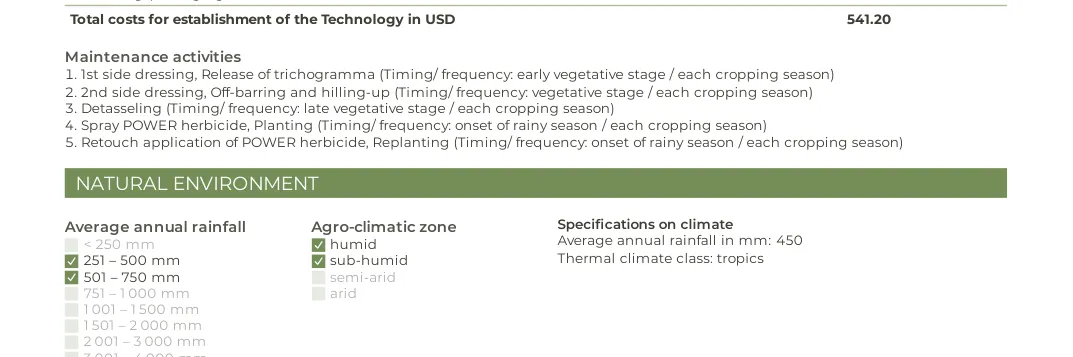 Total costs for establishment of the Technology in USD 541.20
Maintenance activities
1. 1st side dressing, Release of trichogramma (Timing/ frequency: early vegetative stage / each cropping season)
2. 2nd side dressing, Off-barring and hilling-up (Timing/ frequency: vegetative stage / each cropping season)
3. Detasseling (Timing/ frequency: late vegetative stage / each cropping season)
4. Spray POWER herbicide, Planting (Timing/ frequency: onset of rainy season / each cropping season)
5. Retouch application of POWER herbicide, Replanting (Timing/ frequency: onset of rainy season / each cropping season)
NATURAL ENVIRONMENT
Average annual rainfall
< 250 mm
251 – 500 mm
501 – 750 mm
751 – 1 000 mm
1 001 – 1 500 mm
1 501 – 2 000 mm
2 001 – 3 000 mm
Agro-climatic zone
humid
sub-humid
semi-arid
arid
Specifications on climate
Average annual rainfall in mm: 450
Thermal climate class: tropics